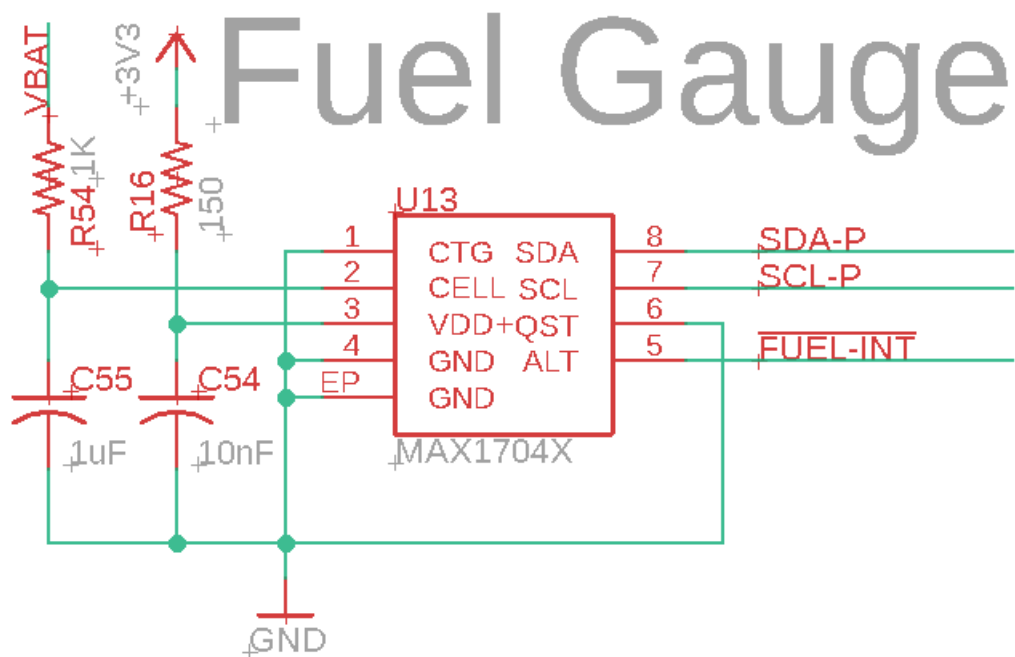 Fuel Gauge
VBAT
+3V3
1K
R54
R16
150
U13
1 CTG SDA 8 SDA-P
2 CELL SCL 7 SCL-P
3 VDD+QST 6
4 GND ALT 5 FUEL-INT
EP GND
C55 C54
1uF 10nF MAX1704X
GND